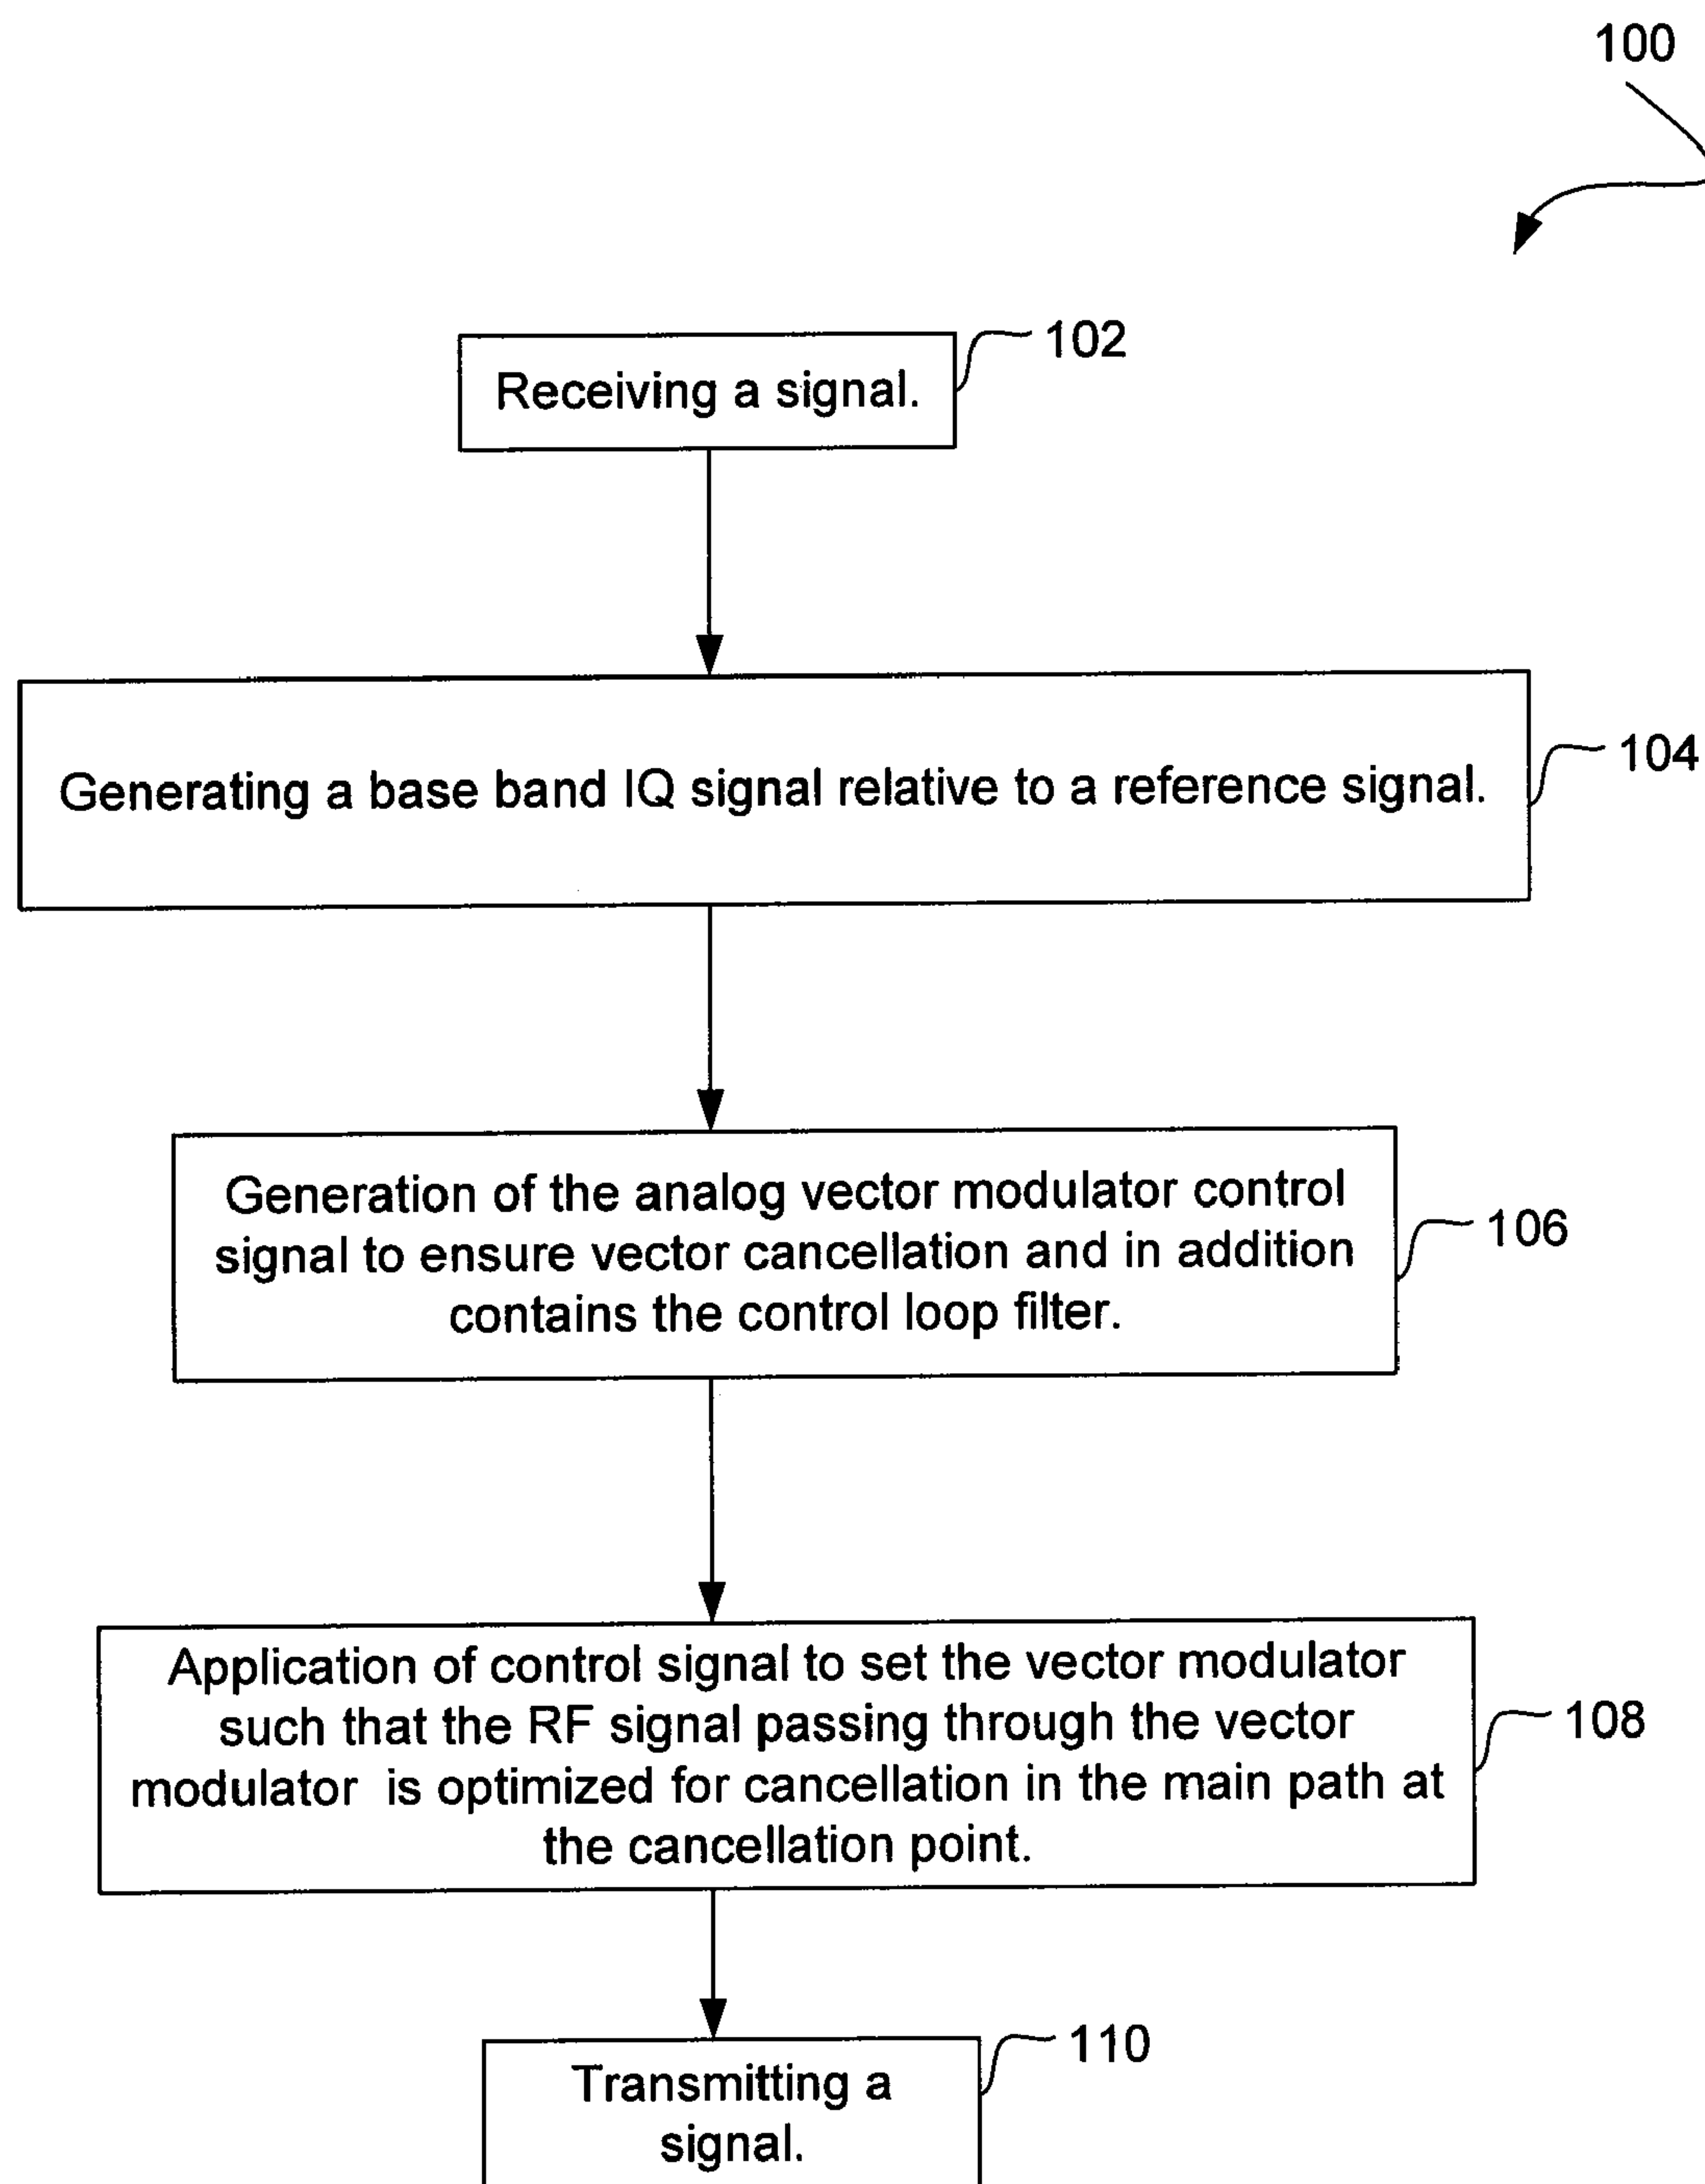 100
Receiving a signal.
102
Generating a base band IQ signal relative to a reference signal.
104
Generation of the analog vector modulator control
signal to ensure vector cancellation and in addition
contains the control loop filter.
106
Application of control signal to set the vector modulator
such that the RF signal passing through the vector
modulator is optimized for cancellation in the main path at
the cancellation point.
108
Transmitting a
signal.
110